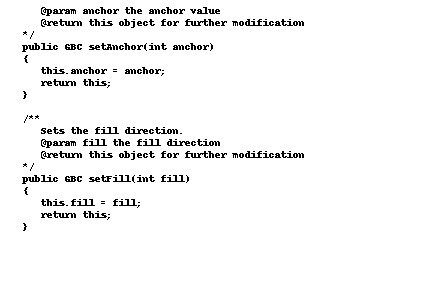 @param anchor the anchor value
@return this object for further modification
*/
public GBC setAnchor(int anchor)
{
this.anchor = anchor;
return this;
}
/**
Sets the fill direction.
@param fill the fill direction
@return this object for further modification
*/
public GBC setFill(int fill)
{
this.fill = fill;
return this;
}